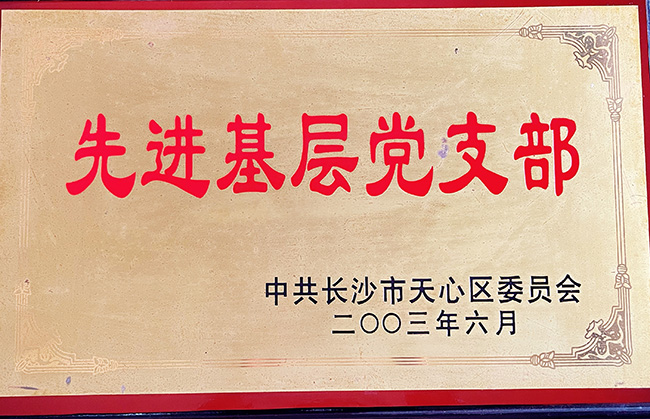 先进基层党支部
中共长沙市天心区委员会
二〇〇三年六月